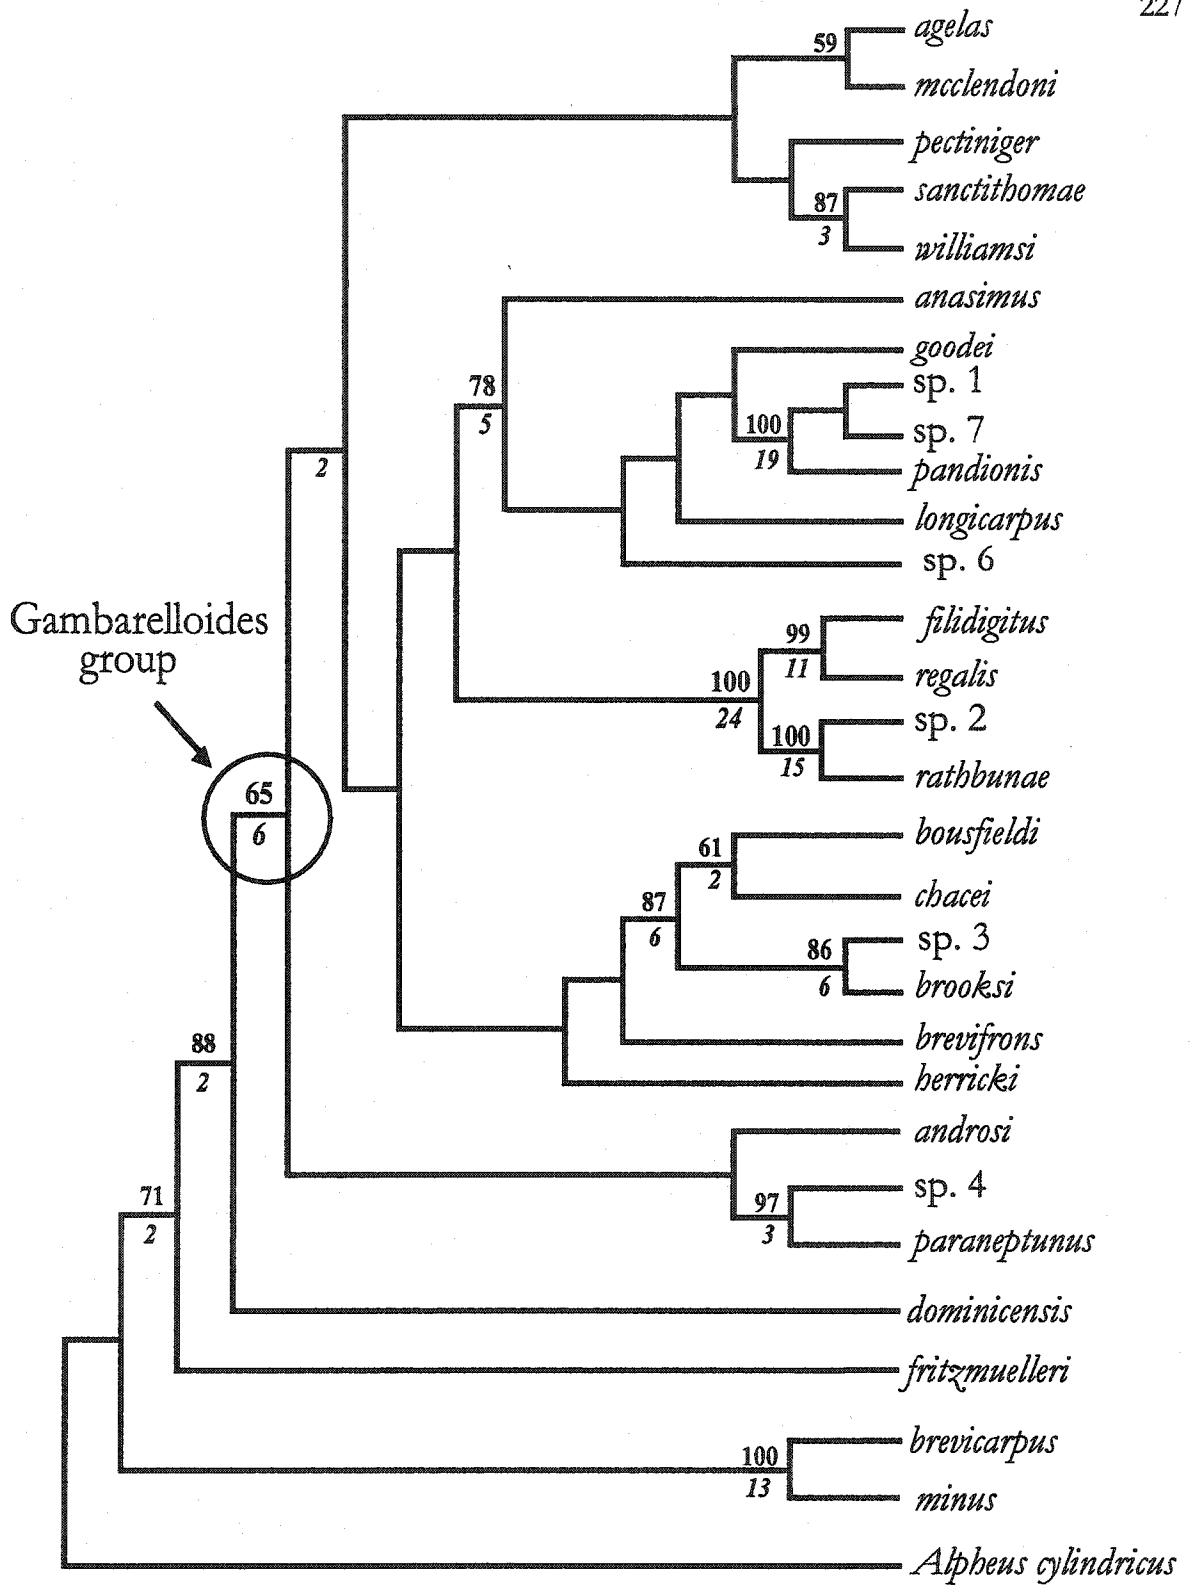 227
agelas
59
mcclendoni
pectiniger
sanctithomae
87
3
williamsi
anasimus
goodei
78
5
sp. 1
sp. 7
100
19
pandionis
2
longicarpus
sp. 6
Gambarelloides
group
filidigitus
99
11
regalis
100
24
sp. 2
100
15
rathbunae
65
6
bousfieldi
61
2
chacei
87
6
sp. 3
86
6
brooksi
brevifrons
88
2
herricki
androsi
sp. 4
97
3
71
2
paraneptunus
dominicensis
fritzmuelleri
brevicarpus
100
13
minus
Alpheus cylindricus